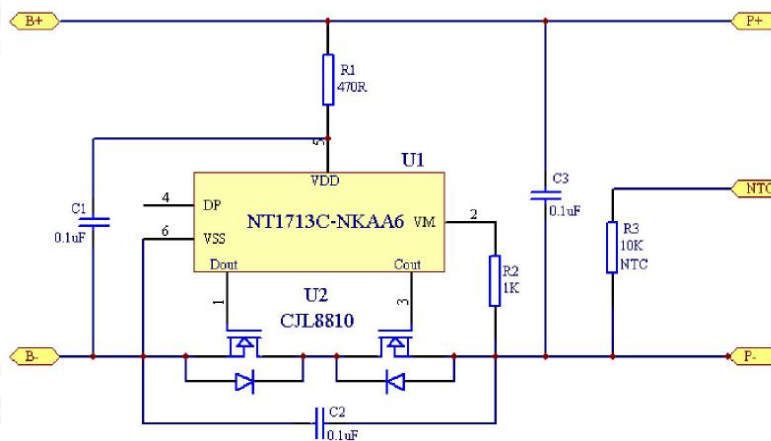 B+
P+
R1
470R
5
U1
VDD
C1
0.1uF
4
DP
NT1713C-NKAA6
VM
2
6
VSS
Dout
Cout
C3
0.1uF
NTC
R3
10K
NTC
R2
1K
1
U2
CJL8810
3
B-
P-
C2
0.1uF